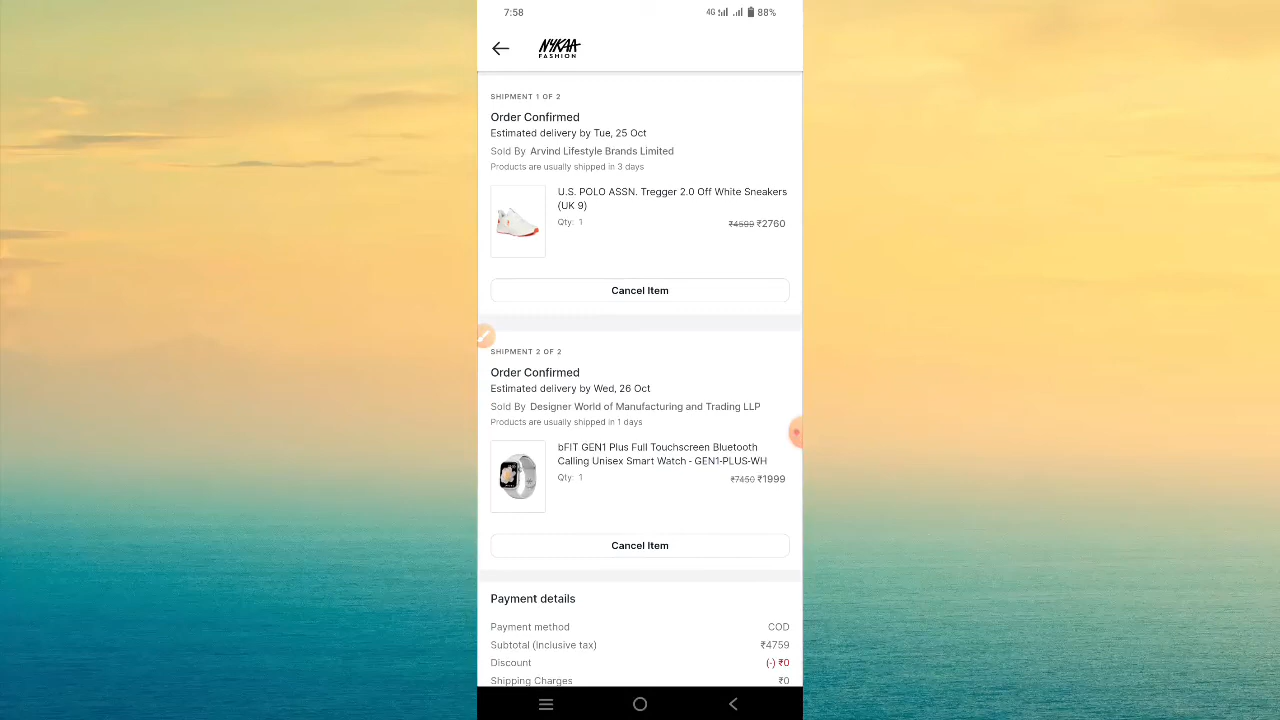 7:58
4G 88%
NYKAA
FASHION
SHIPMENT 1 OF 2
Order Confirmed
Estimated delivery by Tue, 25 Oct
Sold By Arvind Lifestyle Brands Limited
Products are usually shipped in 3 days
U.S. POLO ASSN. Tregger 2.0 Off White Sneakers
(UK 9)
Qty: 1
₹4599 ₹2760
Cancel Item
SHIPMENT 2 OF 2
Order Confirmed
Estimated delivery by Wed, 26 Oct
Sold By Designer World of Manufacturing and Trading LLP
Products are usually shipped in 1 days
bFIT GEN1 Plus Full Touchscreen Bluetooth
Calling Unisex Smart Watch - GEN1-PLUS-WH
Qty: 1
₹7450 ₹1999
Cancel Item
Payment details
Payment method COD
Subtotal (Inclusive tax) ₹4759
Discount (-) ₹0
Shipping Charges ₹0